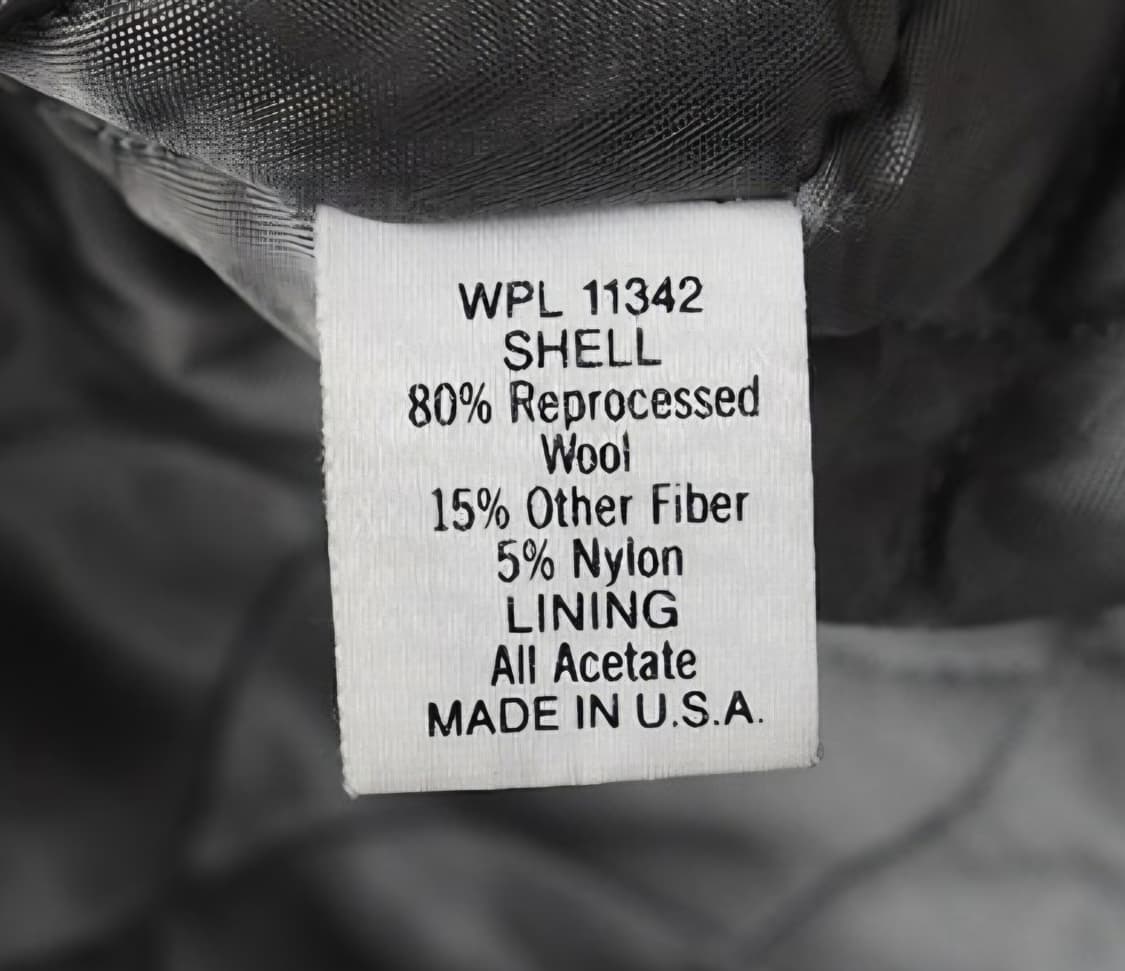 WPL 11342
SHELL
80% Reprocessed
Wool
15% Other Fiber
5% Nylon
LINING
All Acetate
MADE IN U.S.A.